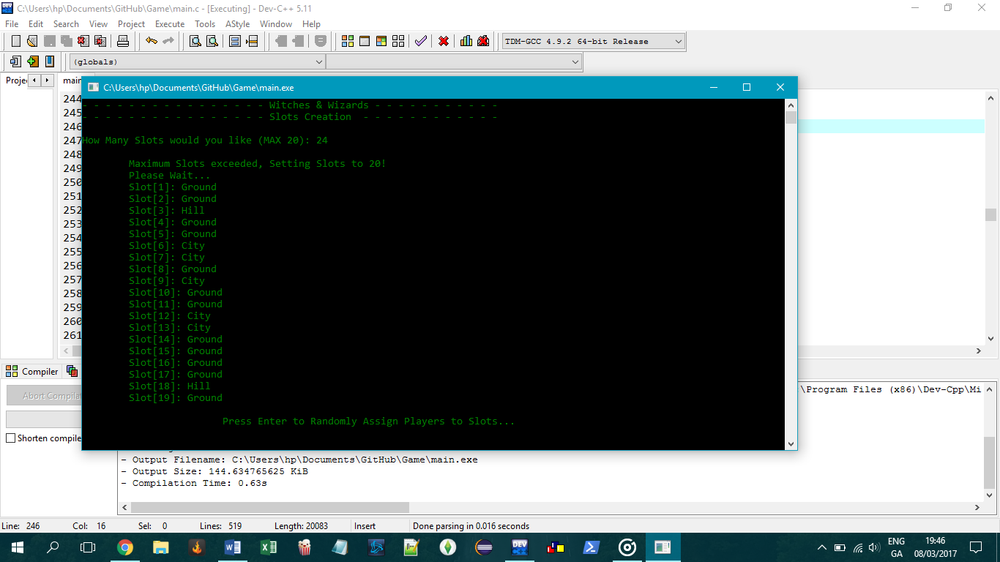 C:\Users\hp\Documents\GitHub\Game\main.c - [Executing] - Dev-C++ 5.11
File Edit Search View Project Execute Tools AStyle Window Help
TDM-GCC 4.9.2 64-bit Release
(globals)
Proje
main
C:\Users\hp\Documents\GitHub\Game\main.exe
244
245
246
247
248
249
250
251
252
253
254
255
256
257
258
259
260
261
- - - - - - - - - - - - - - - - Witches & Wizards - - - - - - - - - - -
- - - - - - - - - - - - - - - - Slots Creation  - - - - - - - - - - - -
How Many Slots would you like (MAX 20): 24
Maximum Slots exceeded, Setting Slots to 20!
Please Wait...
Slot[1]: Ground
Slot[2]: Ground
Slot[3]: Hill
Slot[4]: Ground
Slot[5]: Ground
Slot[6]: City
Slot[7]: City
Slot[8]: Ground
Slot[9]: City
Slot[10]: Ground
Slot[11]: Ground
Slot[12]: City
Slot[13]: City
Slot[14]: Ground
Slot[15]: Ground
Slot[16]: Ground
Slot[17]: Ground
Slot[18]: Hill
Slot[19]: Ground
Press Enter to Randomly Assign Players to Slots...
Compiler
Abort Compila
Shorten compile
\Program Files (x86)\Dev-Cpp\Mi
- Output Filename: C:\Users\hp\Documents\GitHub\Game\main.exe
- Output Size: 144.634765625 KiB
- Compilation Time: 0.63s
Line: 246 Col: 16 Sel: 0 Lines: 519 Length: 20083 Insert Done parsing in 0.016 seconds
ENG
GA
19:46
08/03/2017